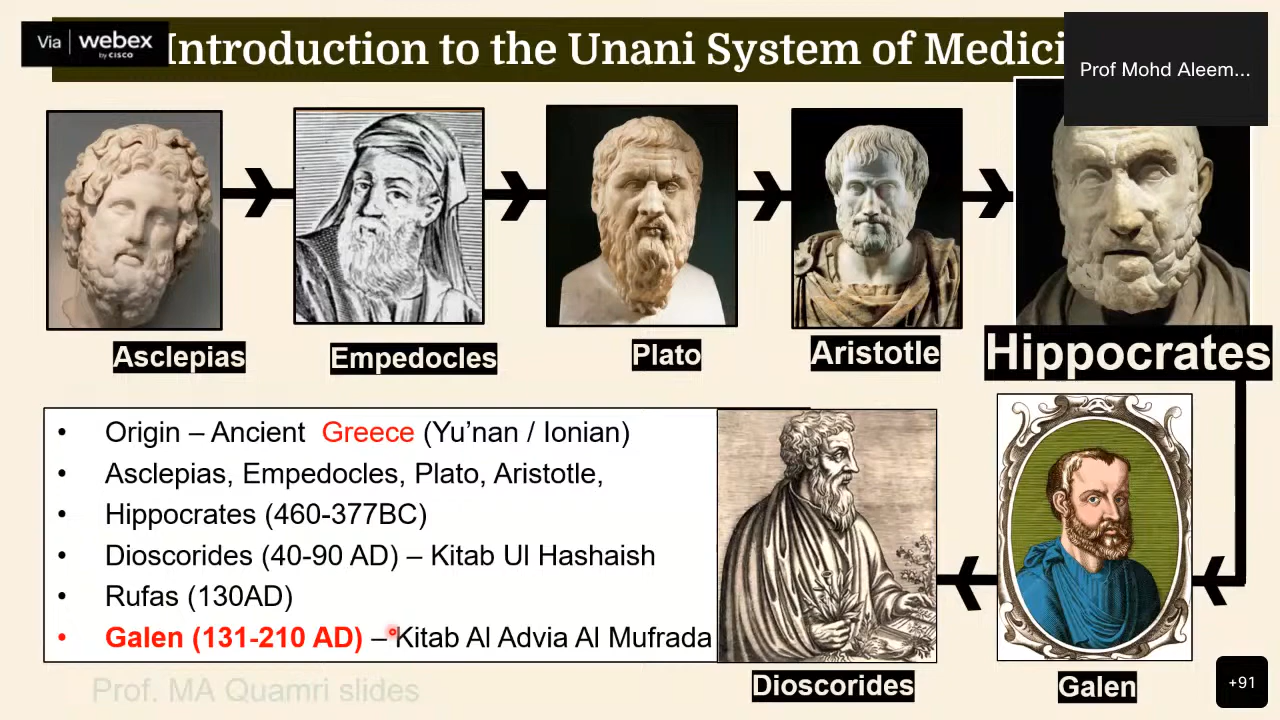 Via | webex
by CISCO
Introduction to the Unani System of Medici
Prof Mohd Aleem...
Asclepias
Empedocles
Plato
Aristotle
Hippocrates
• Origin – Ancient Greece (Yu’nan / Ionian)
• Asclepias, Empedocles, Plato, Aristotle,
• Hippocrates (460-377BC)
• Dioscorides (40-90 AD) – Kitab Ul Hashaish
• Rufas (130AD)
• Galen (131-210 AD) – Kitab Al Advia Al Mufrada
Dioscorides
Galen
Prof. MA Quamri slides
+91